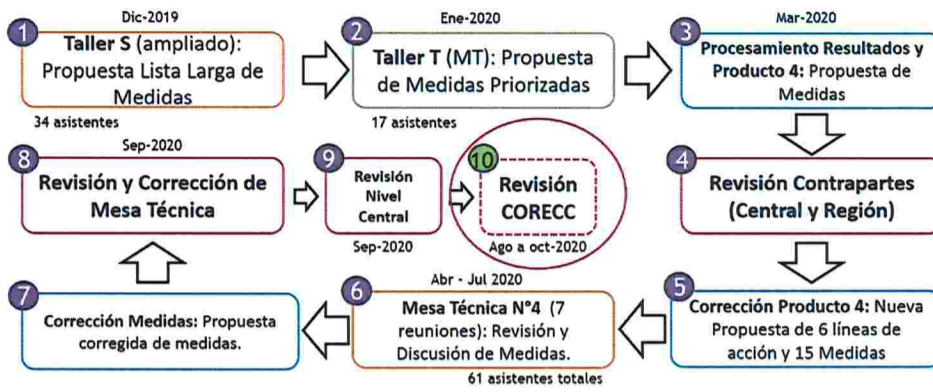 Dic-2019
1
Taller S (ampliado):
Propuesta Lista Larga de
Medidas
34 asistentes
Ene-2020
2
Taller T (MT): Propuesta
de Medidas Priorizadas
17 asistentes
Mar-2020
3
Procesamiento Resultados y
Producto 4: Propuesta de
Medidas
4
Revisión Contrapartes
(Central y Región)
5
Corrección Producto 4: Nueva
Propuesta de 6 líneas de
acción y 15 Medidas
Abr - Jul 2020
6
Mesa Técnica N°4 (7
reuniones): Revisión y
Discusión de Medidas.
61 asistentes totales
7
Corrección Medidas: Propuesta
corregida de medidas.
Sep-2020
8
Revisión y Corrección de
Mesa Técnica
9
Revisión
Nivel
Central
Sep-2020
10
Revisión
CORECC
Ago a oct-2020